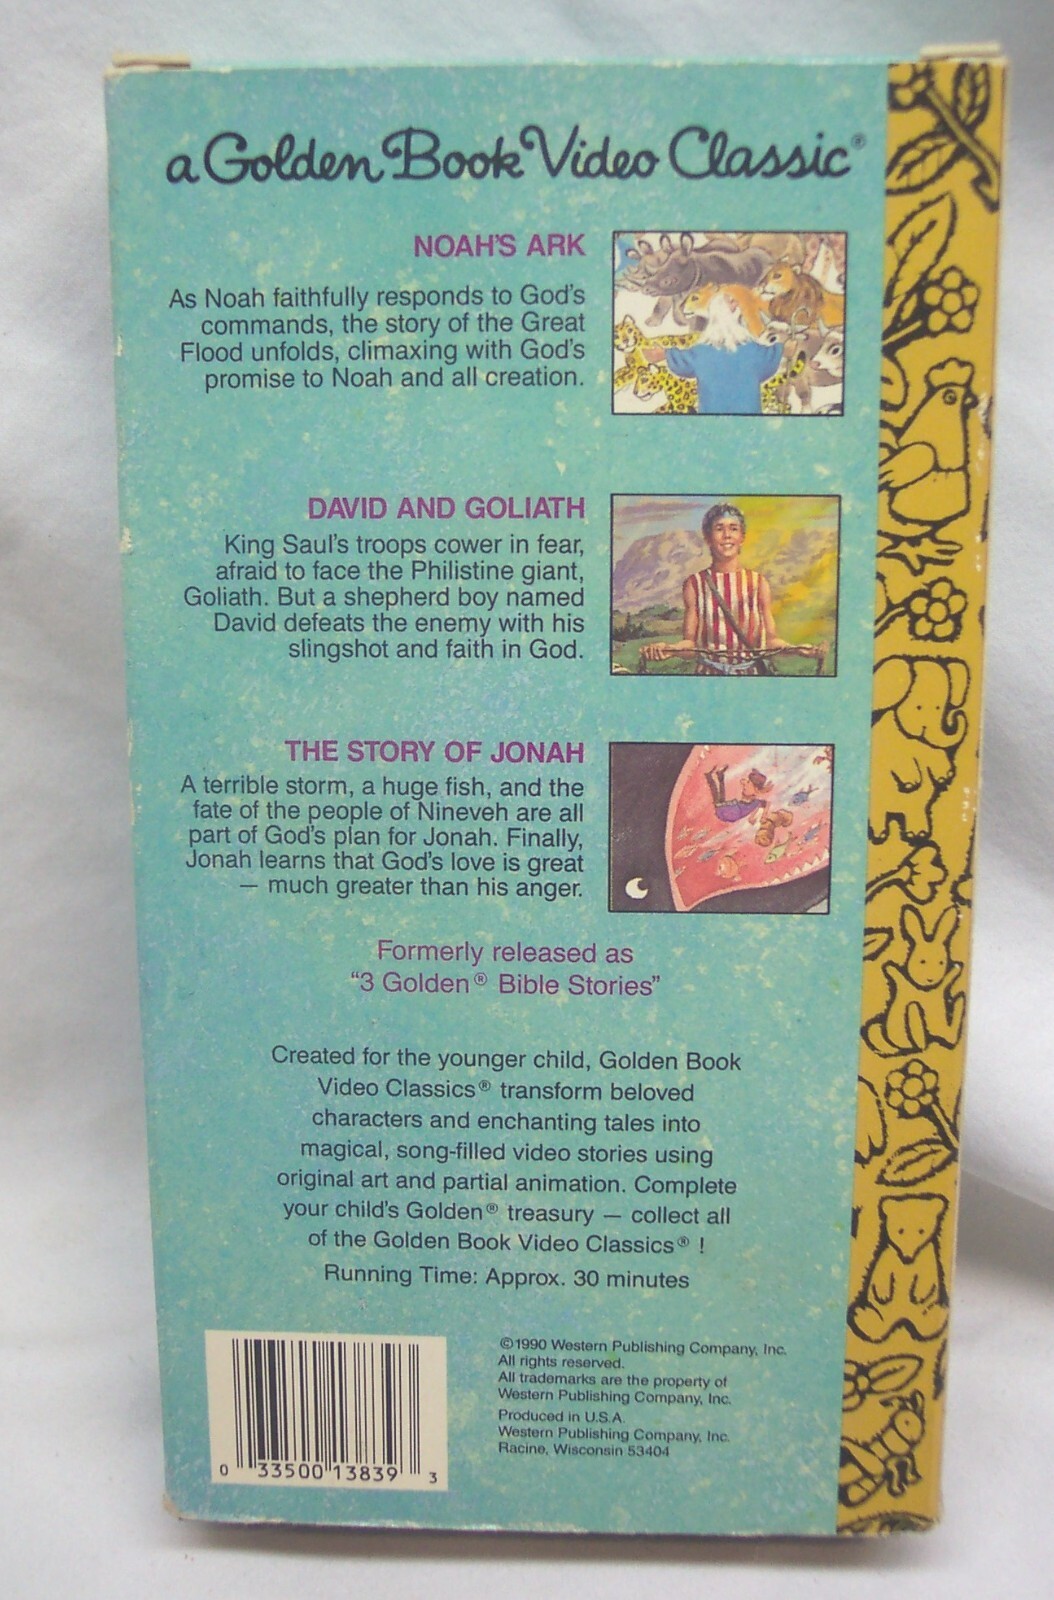 a Golden Book Video Classic®
NOAH'S ARK
As Noah faithfully responds to God's
commands, the story of the Great
Flood unfolds, climaxing with God's
promise to Noah and all creation.
DAVID AND GOLIATH
King Saul's troops cower in fear,
afraid to face the Philistine giant,
Goliath. But a shepherd boy named
David defeats the enemy with his
slingshot and faith in God.
THE STORY OF JONAH
A terrible storm, a huge fish, and the
fate of the people of Nineveh are all
part of God's plan for Jonah. Finally,
Jonah learns that God's love is great
— much greater than his anger.
Formerly released as
"3 Golden® Bible Stories"
Created for the younger child, Golden Book
Video Classics® transform beloved
characters and enchanting tales into
magical, song-filled video stories using
original art and partial animation. Complete
your child's Golden® treasury — collect all
of the Golden Book Video Classics® !
Running Time: Approx. 30 minutes
©1990 Western Publishing Company, Inc.
All rights reserved.
All trademarks are the property of
Western Publishing Company, Inc.
Produced in U.S.A.
Western Publishing Company, Inc.
Racine, Wisconsin 53404
0 33500 13839 3